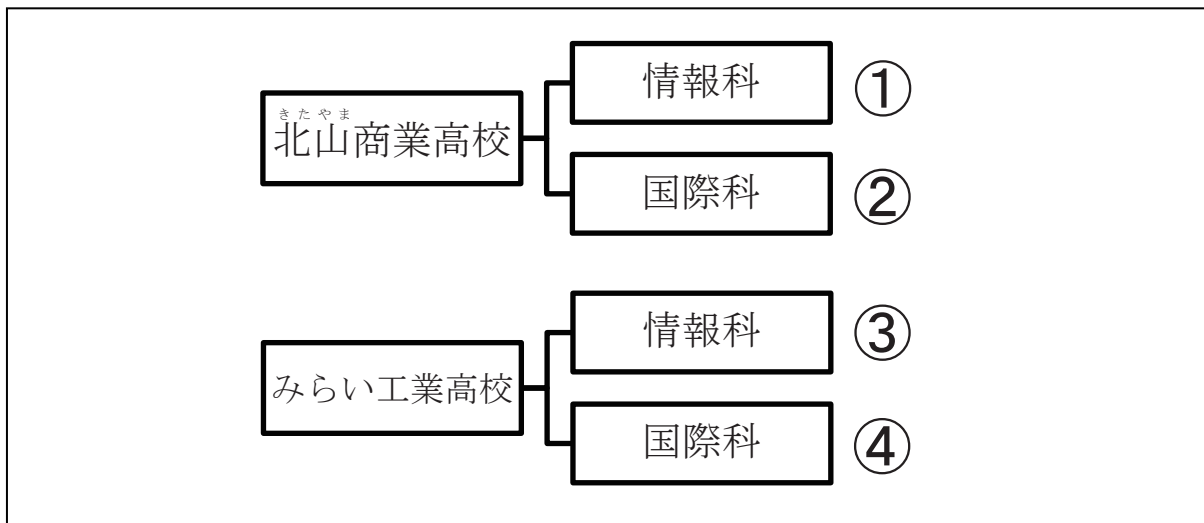 情報科 ①
きたやま
北山商業高校
国際科 ②
情報科 ③
みらい工業高校
国際科 ④